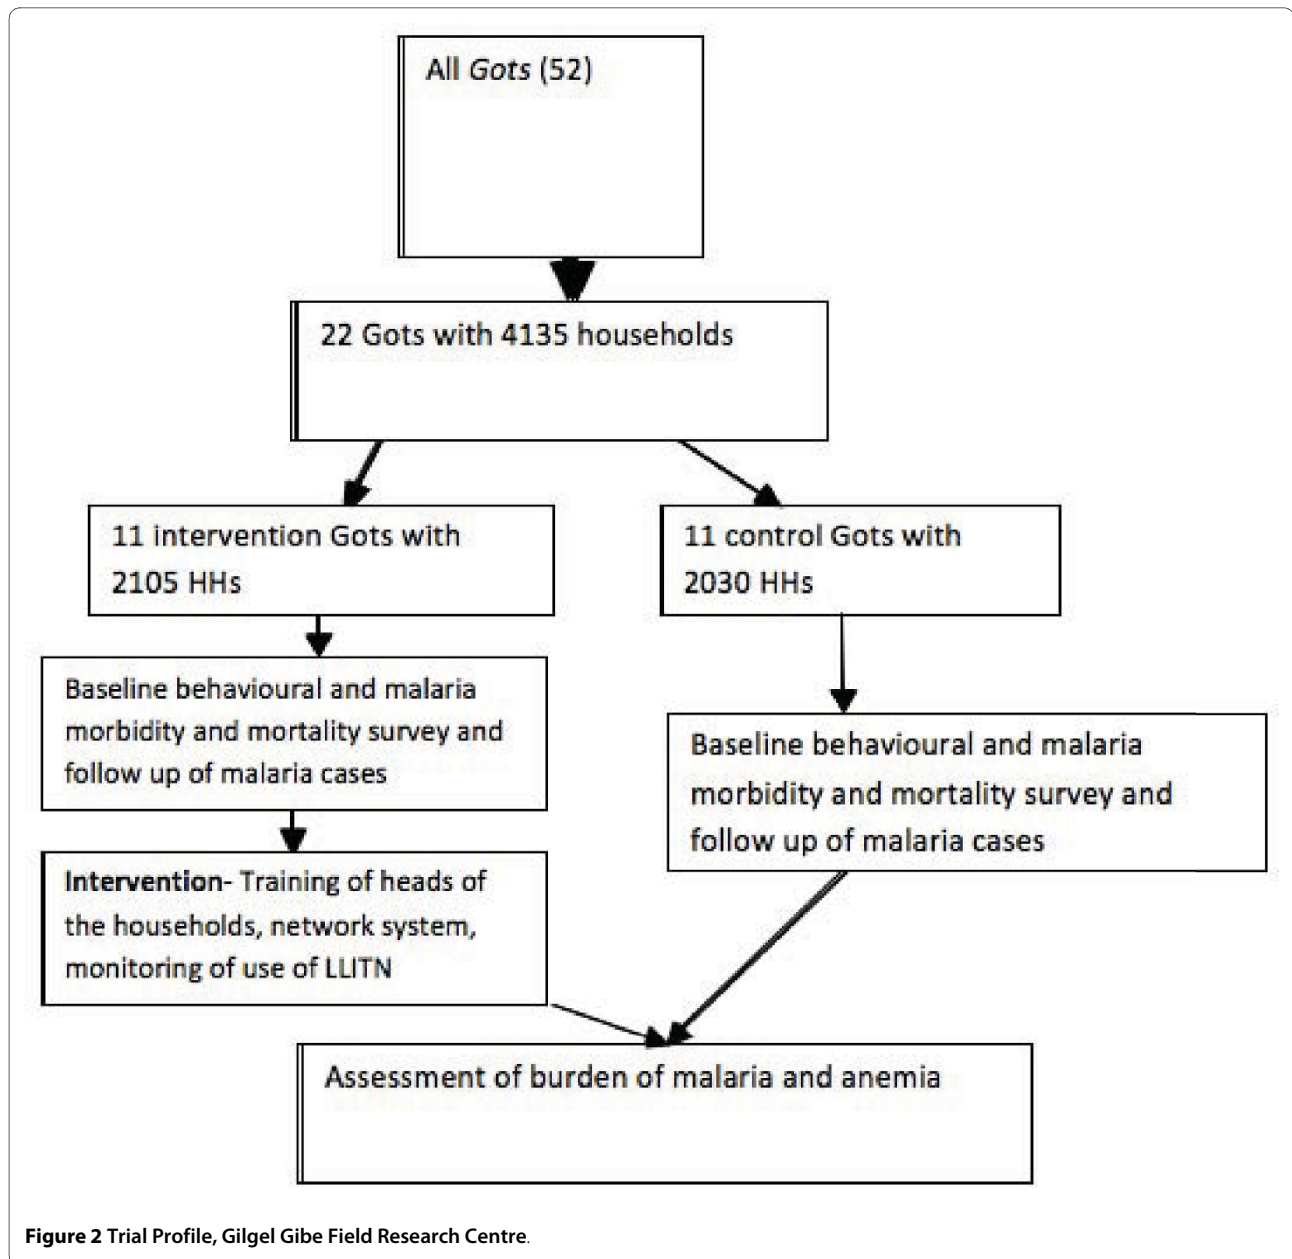 All Gots (52)
22 Gots with 4135 households
11 intervention Gots with
2105 HHs
11 control Gots with
2030 HHs
Baseline behavioural and malaria
morbidity and mortality survey and
follow up of malaria cases
Baseline behavioural and malaria
morbidity and mortality survey and
follow up of malaria cases
Intervention- Training of heads of
the households, network system,
monitoring of use of LLITN
Assessment of burden of malaria and anemia
Figure 2 Trial Profile, Gilgel Gibe Field Research Centre.